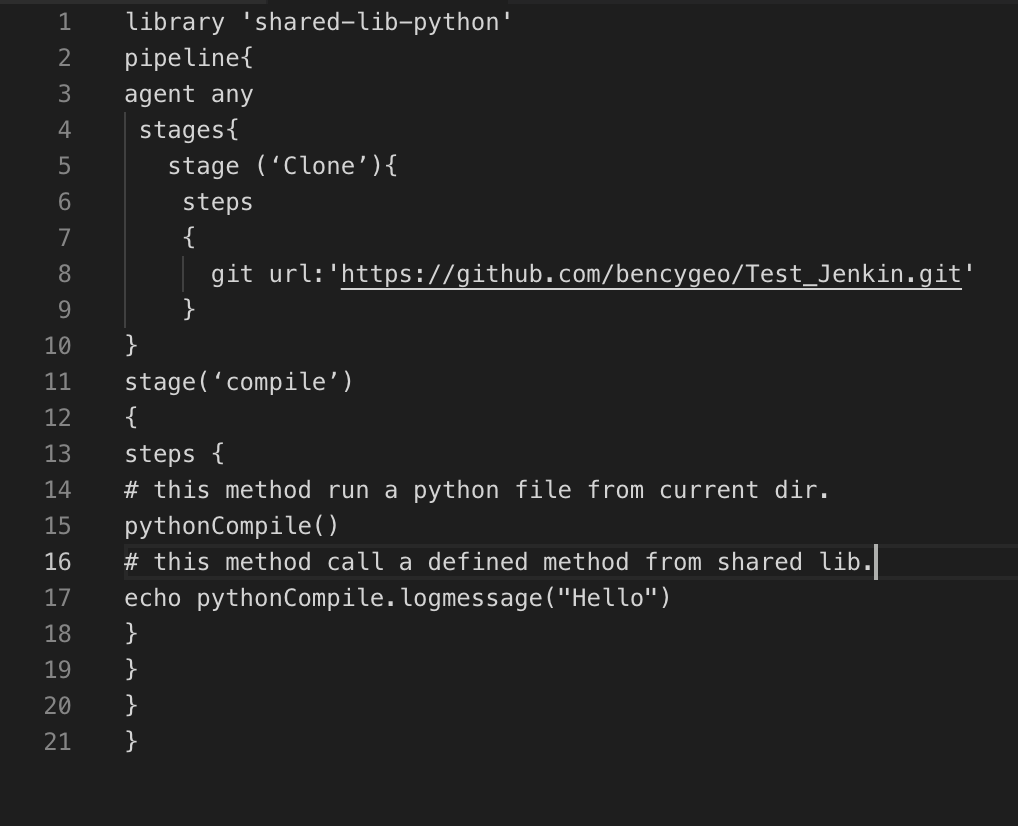 1 library 'shared-lib-python'
2 pipeline{
3 agent any
4 stages{
5 stage (‘Clone’){
6 steps
7 {
8 git url:'https://github.com/bencygeo/Test_Jenkin.git'
9 }
10 }
11 stage(‘compile’)
12 {
13 steps {
14 # this method run a python file from current dir.
15 pythonCompile()
16 # this method call a defined method from shared lib.
17 echo pythonCompile.logmessage("Hello")
18 }
19 }
20 }
21 }